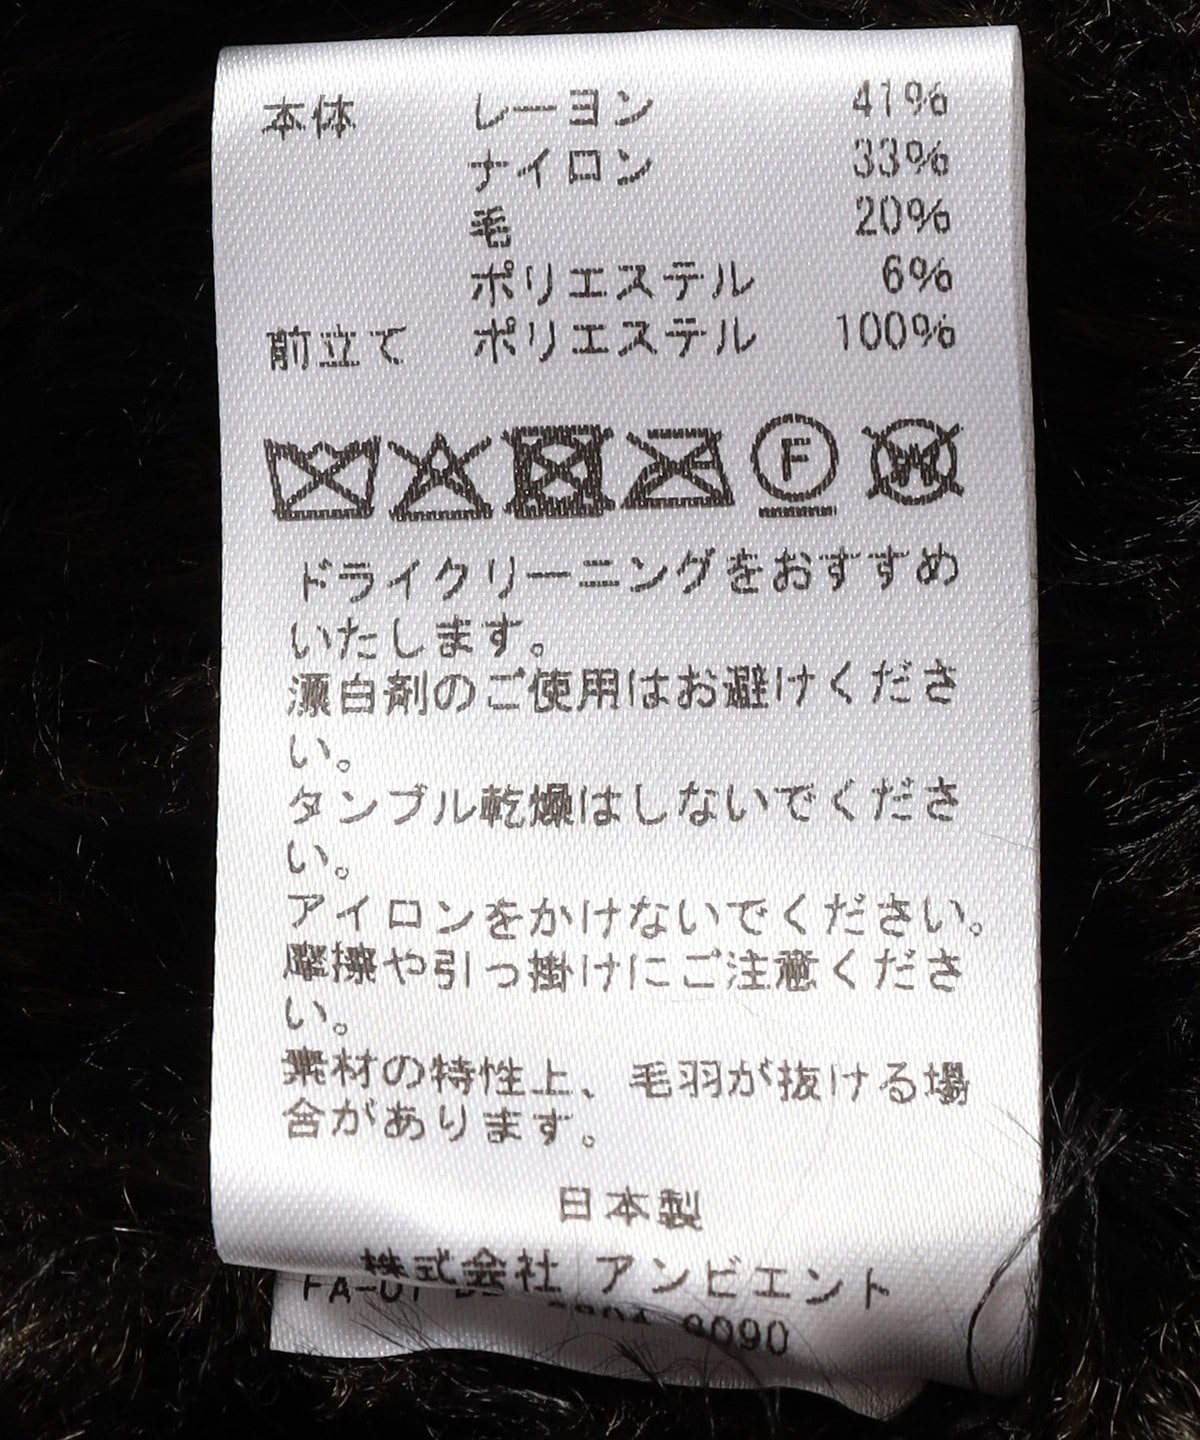 本体 レーヨン 41%
ナイロン 33%
毛 20%
ポリエステル 6%
前立て ポリエステル 100%
F W
ドライクリーニングをおすすめ
いたします。
漂白剤のご使用はお避けくださ
い。
タンブル乾燥はしないでくださ
い。
アイロンをかけないでください。
摩擦や引っ掛けにご注意くださ
い。
素材の特性上、毛羽が抜ける場
合があります。
日本製
株式会社 アンビエント
9090